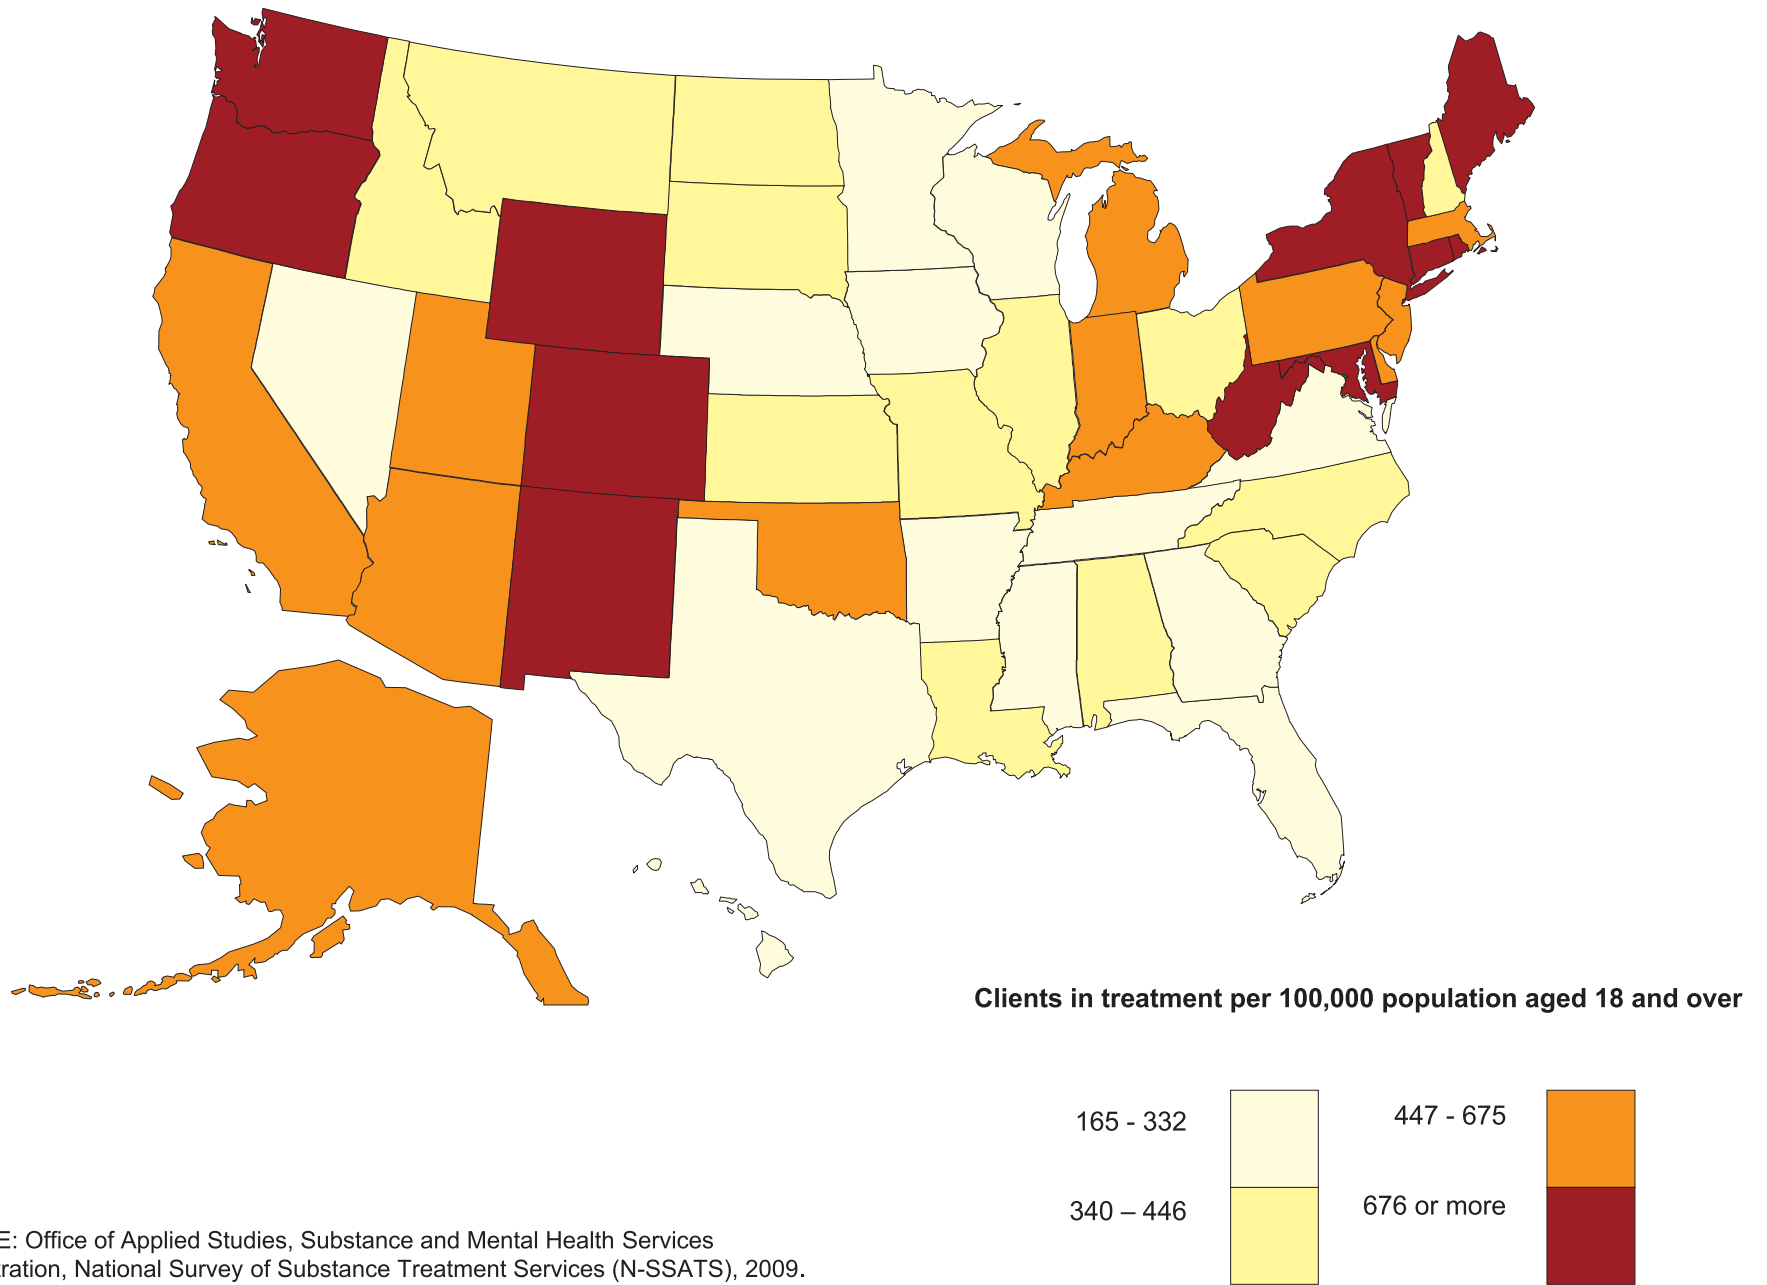 Clients in treatment per 100,000 population aged 18 and over
165 - 332
447 - 675
340 – 446
676 or more
E: Office of Applied Studies, Substance and Mental Health Services
tration, National Survey of Substance Treatment Services (N-SSATS), 2009.